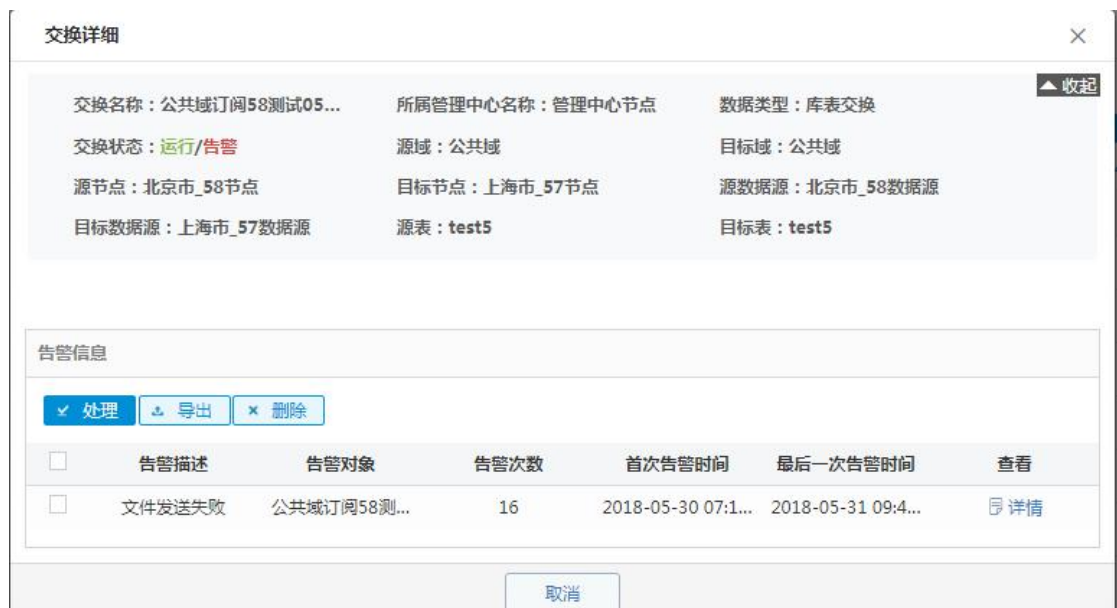 交换详细
收起
交换名称：公共域订阅58测试05... 所属管理中心名称：管理中心节点 数据类型：库表交换
交换状态：运行/告警 源域：公共域 目标域：公共域
源节点：北京市_58节点 目标节点：上海市_57节点 源数据源：北京市_58数据源
目标数据源：上海市_57数据源 源表：test5 目标表：test5
告警信息
处理 导出 删除
告警描述 告警对象 告警次数 首次告警时间 最后一次告警时间 查看
文件发送失败 公共域订阅58测... 16 2018-05-30 07:1... 2018-05-31 09:4... 详情
取消